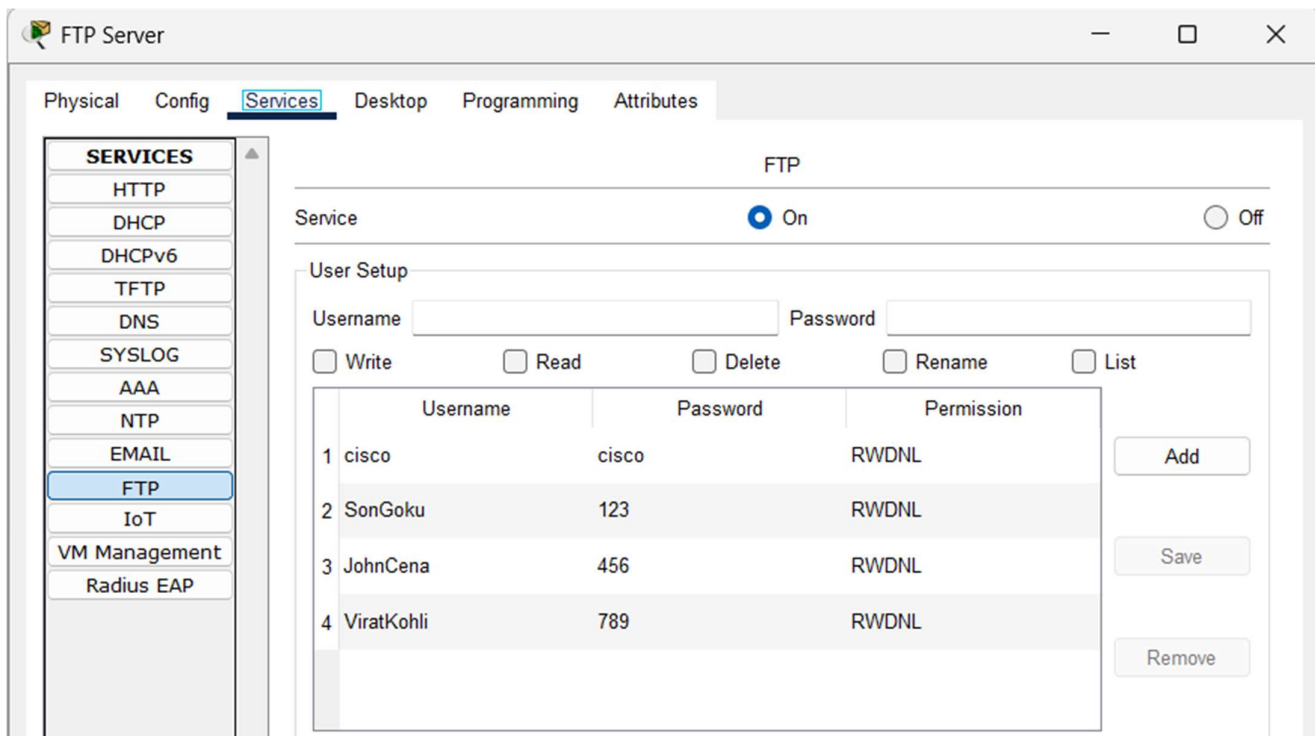 FTP Server
Physical Config Services Desktop Programming Attributes
SERVICES
HTTP
DHCP
DHCPv6
TFTP
DNS
SYSLOG
AAA
NTP
EMAIL
FTP
IoT
VM Management
Radius EAP
FTP
Service On Off
User Setup
Username Password
Write Read Delete Rename List
Username Password Permission
1 cisco cisco RWDNL
2 SonGoku 123 RWDNL
3 JohnCena 456 RWDNL
4 ViratKohli 789 RWDNL
Add
Save
Remove